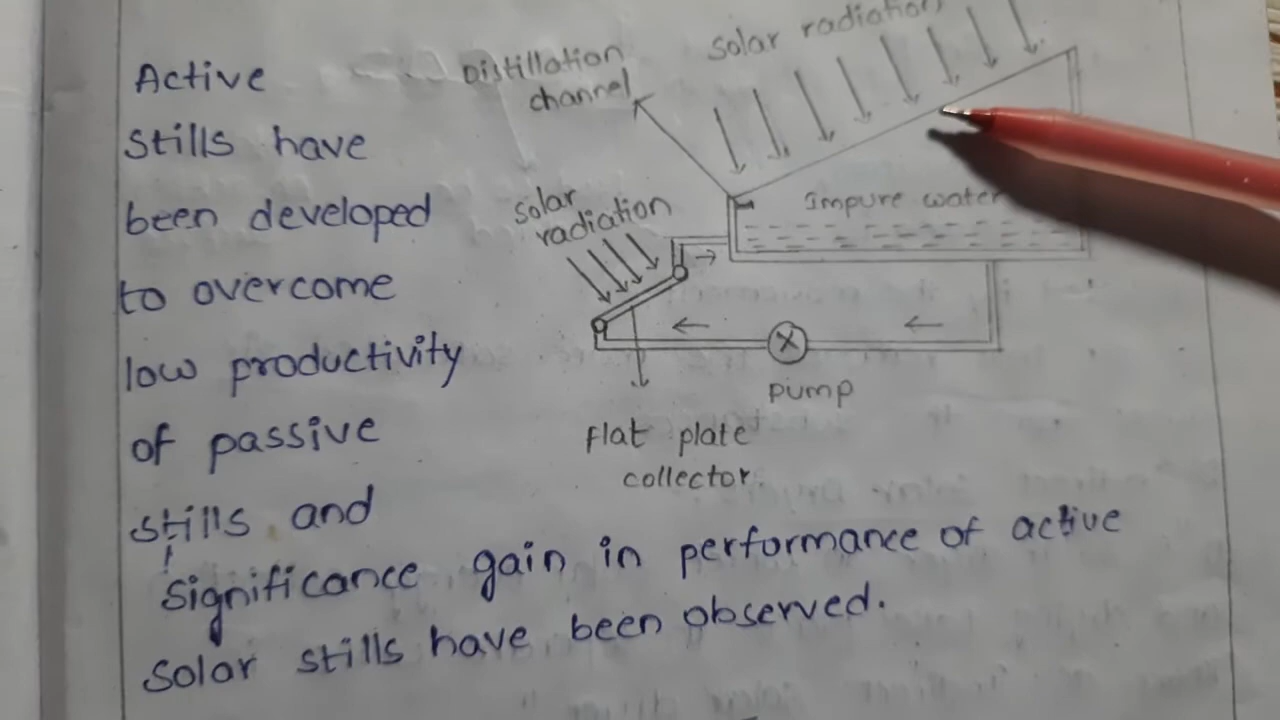 Active
stills have
been developed
to overcome
low productivity
of passive
stills and
significance gain in performance of active
solar stills have been observed.
Distillation
channel
solar radiation
solar
radiation
Impure water
pump
flat plate
collector.